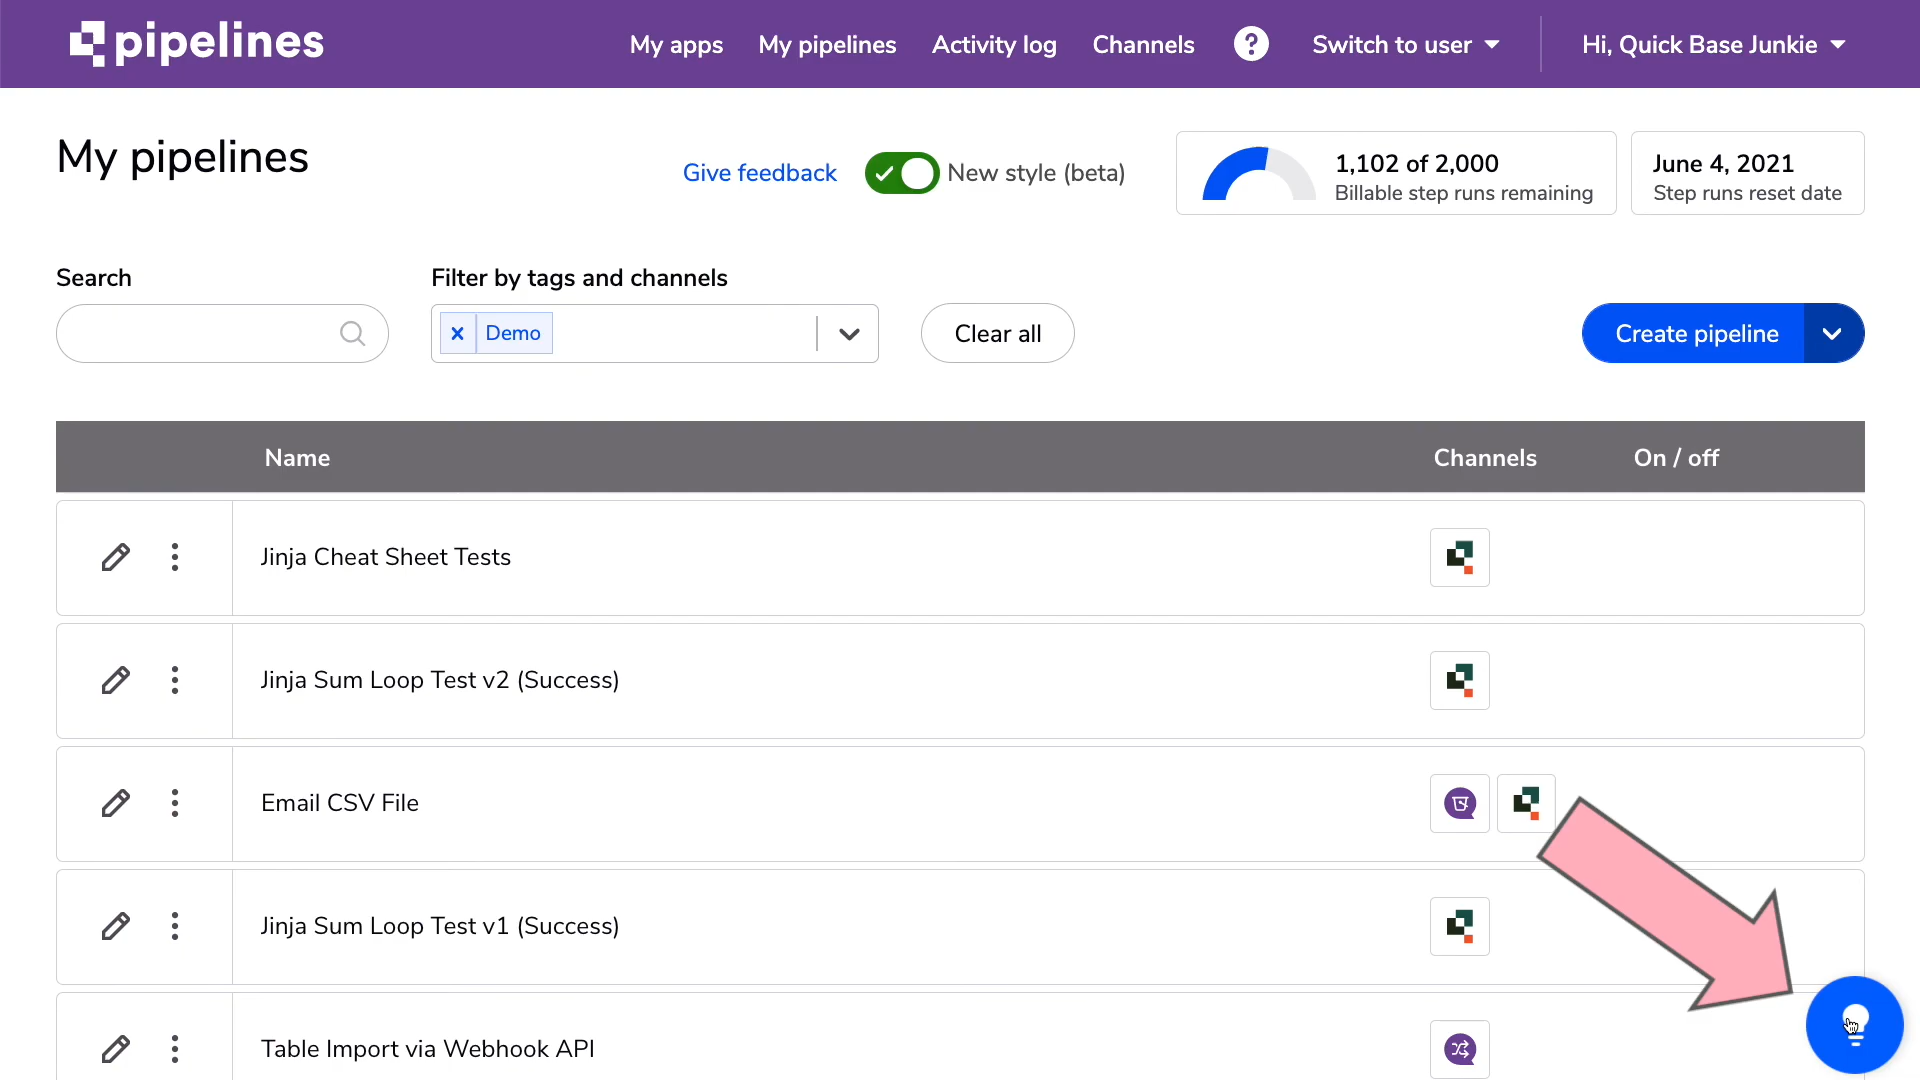 pipelines
My apps My pipelines Activity log Channels ? Switch to user Hi, Quick Base Junkie
My pipelines
Give feedback New style (beta)
1,102 of 2,000
Billable step runs remaining
June 4, 2021
Step runs reset date
Search
Filter by tags and channels
Demo
Clear all
Create pipeline
Name Channels On / off
Jinja Cheat Sheet Tests
Jinja Sum Loop Test v2 (Success)
Email CSV File
Jinja Sum Loop Test v1 (Success)
Table Import via Webhook API